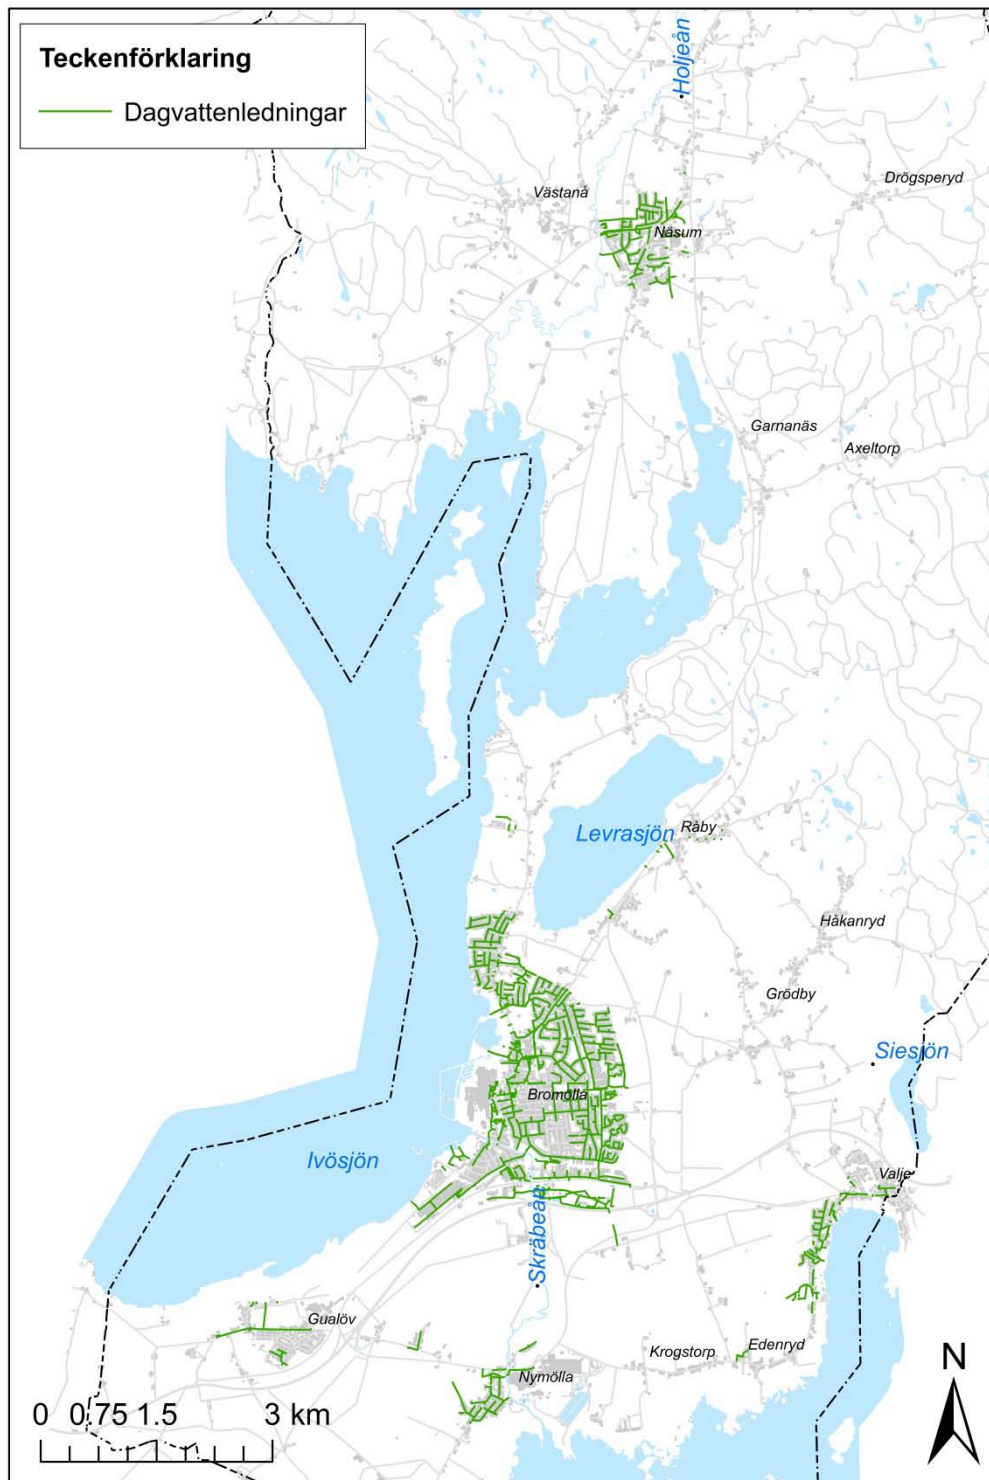 Teckenförklaring
Dagvattenledningar
Holjeån
Västanå
Drögsperyd
Näsum
Garnanäs
Axeltorp
Levrasjön
Råby
Håkanryd
Grödby
Siesjön
Bromölla
Ivösjön
Valje
Skräbeån
Gualöv
Krogstorp
Edenryd
Nymölla
N
0 0,75 1,5 3 km